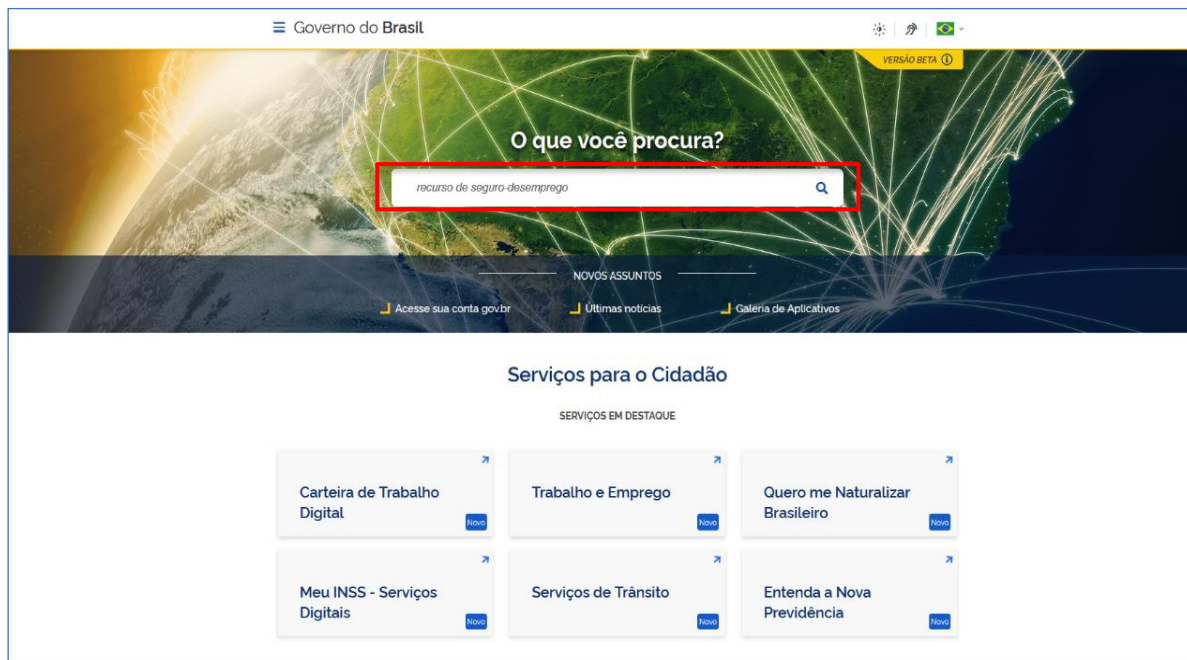 Governo do Brasil
VERSÃO BETA
O que você procura?
recurso de seguro-desemprego
NOVOS ASSUNTOS
Acesse sua conta gov.br
Últimas notícias
Galeria de Aplicativos
Serviços para o Cidadão
SERVIÇOS EM DESTAQUE
Carteira de Trabalho
Digital
Novo
Trabalho e Emprego
Novo
Quero me Naturalizar
Brasileiro
Novo
Meu INSS - Serviços
Digitais
Novo
Serviços de Trânsito
Novo
Entenda a Nova
Previdência
Novo